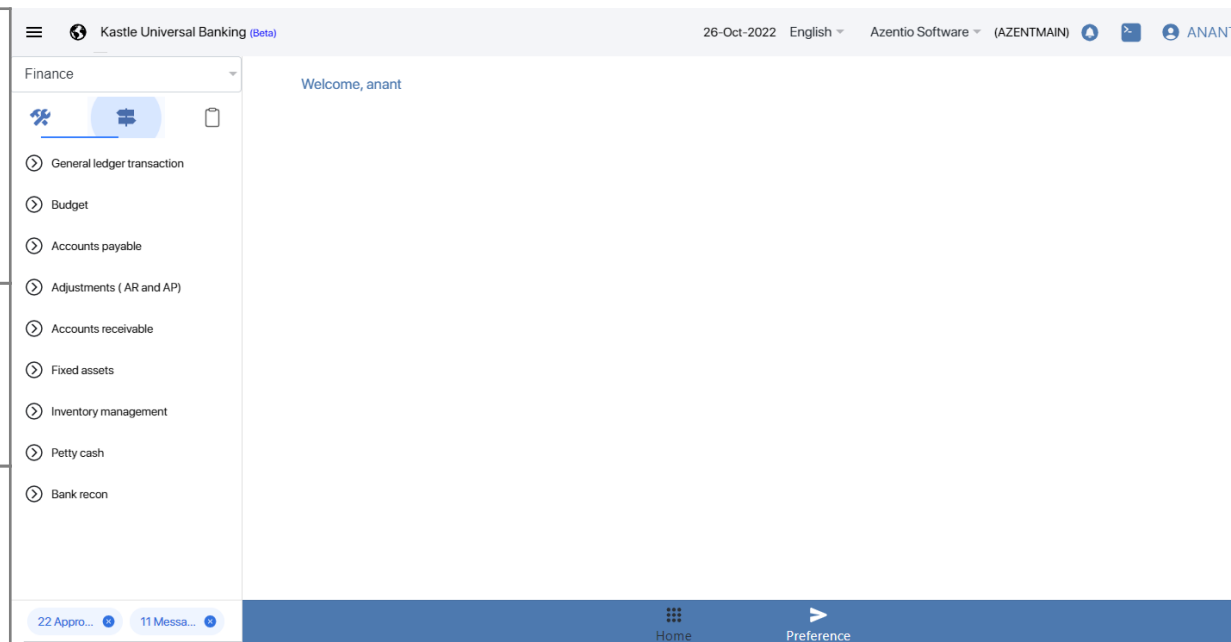 Kastle Universal Banking (Beta) 26-Oct-2022 English Azentio Software (AZENTMAIN) ANANT
Finance
Welcome, anant
General ledger transaction
Budget
Accounts payable
Adjustments ( AR and AP)
Accounts receivable
Fixed assets
Inventory management
Petty cash
Bank recon
22 Appro... 11 Messa...
Home Preference